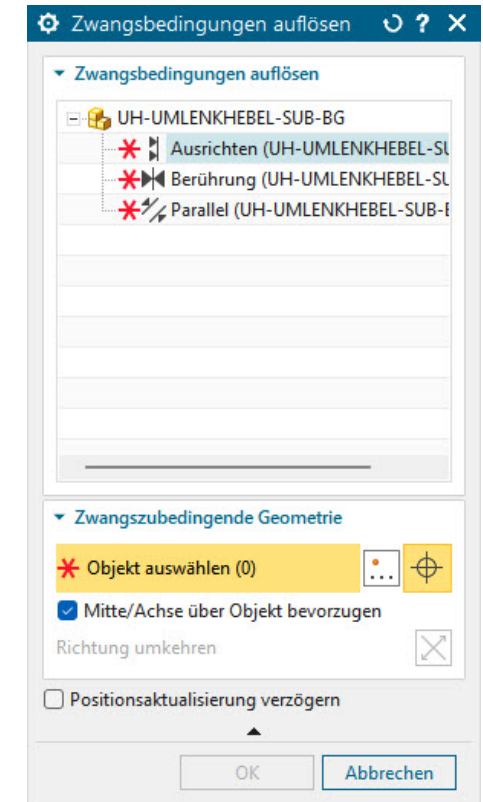 Zwangsbedingungen auflösen ?
Zwangsbedingungen auflösen
UH-UMLENKHEBEL-SUB-BG
Ausrichten (UH-UMLENKHEBEL-SU
Berührung (UH-UMLENKHEBEL-SU
Parallel (UH-UMLENKHEBEL-SUB-B
Zwangszubedingende Geometrie
Objekt auswählen (0)
Mitte/Achse über Objekt bevorzugen
Richtung umkehren
Positionsaktualisierung verzögern
OK Abbrechen